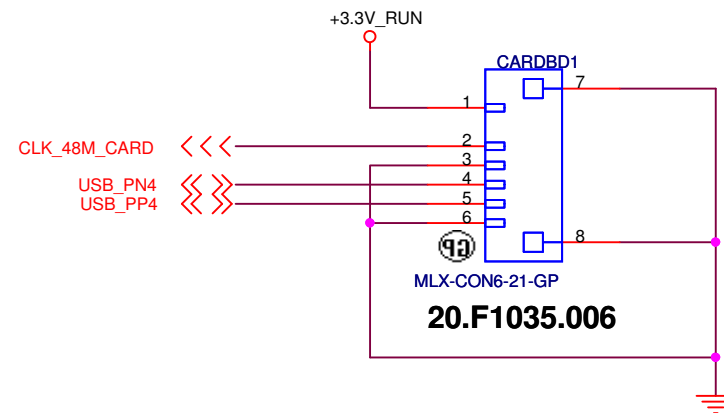 +3.3V_RUN
CARDBD1
7
1
CLK_48M_CARD
2
3
USB_PN4
4
USB_PP4
5
6
8
GP
MLX-CON6-21-GP
20.F1035.006